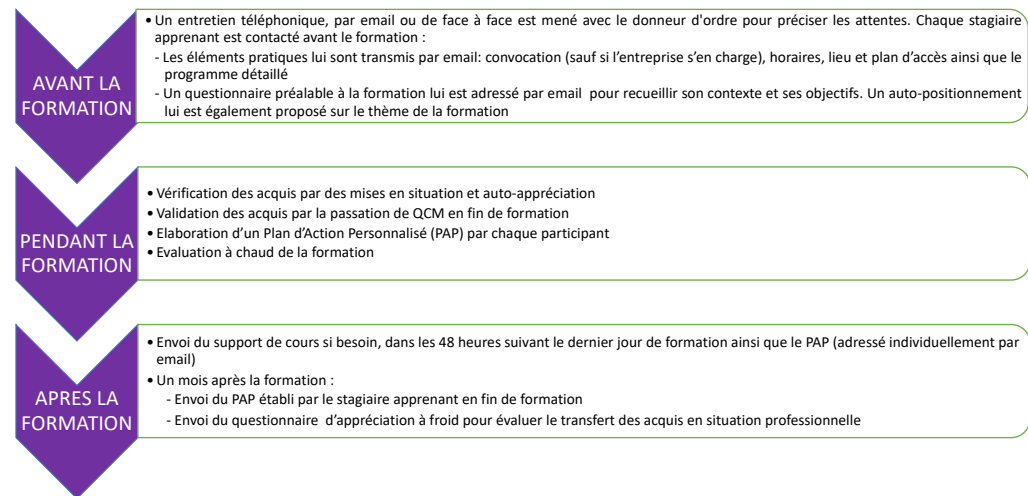 AVANT LA
FORMATION
• Un entretien téléphonique, par email ou de face à face est mené avec le donneur d'ordre pour préciser les attentes. Chaque stagiaire
apprenant est contacté avant le formation :
- Les éléments pratiques lui sont transmis par email: convocation (sauf si l'entreprise s'en charge), horaires, lieu et plan d'accès ainsi que le
programme détaillé
- Un questionnaire préalable à la formation lui est adressé par email pour recueillir son contexte et ses objectifs. Un auto-positionnement
lui est également proposé sur le thème de la formation
PENDANT LA
FORMATION
• Vérification des acquis par des mises en situation et auto-appréciation
• Validation des acquis par la passation de QCM en fin de formation
• Elaboration d'un Plan d'Action Personnalisé (PAP) par chaque participant
• Evaluation à chaud de la formation
APRES LA
FORMATION
• Envoi du support de cours si besoin, dans les 48 heures suivant le dernier jour de formation ainsi que le PAP (adressé individuellement par
email)
• Un mois après la formation :
- Envoi du PAP établi par le stagiaire apprenant en fin de formation
- Envoi du questionnaire d'appréciation à froid pour évaluer le transfert des acquis en situation professionnelle